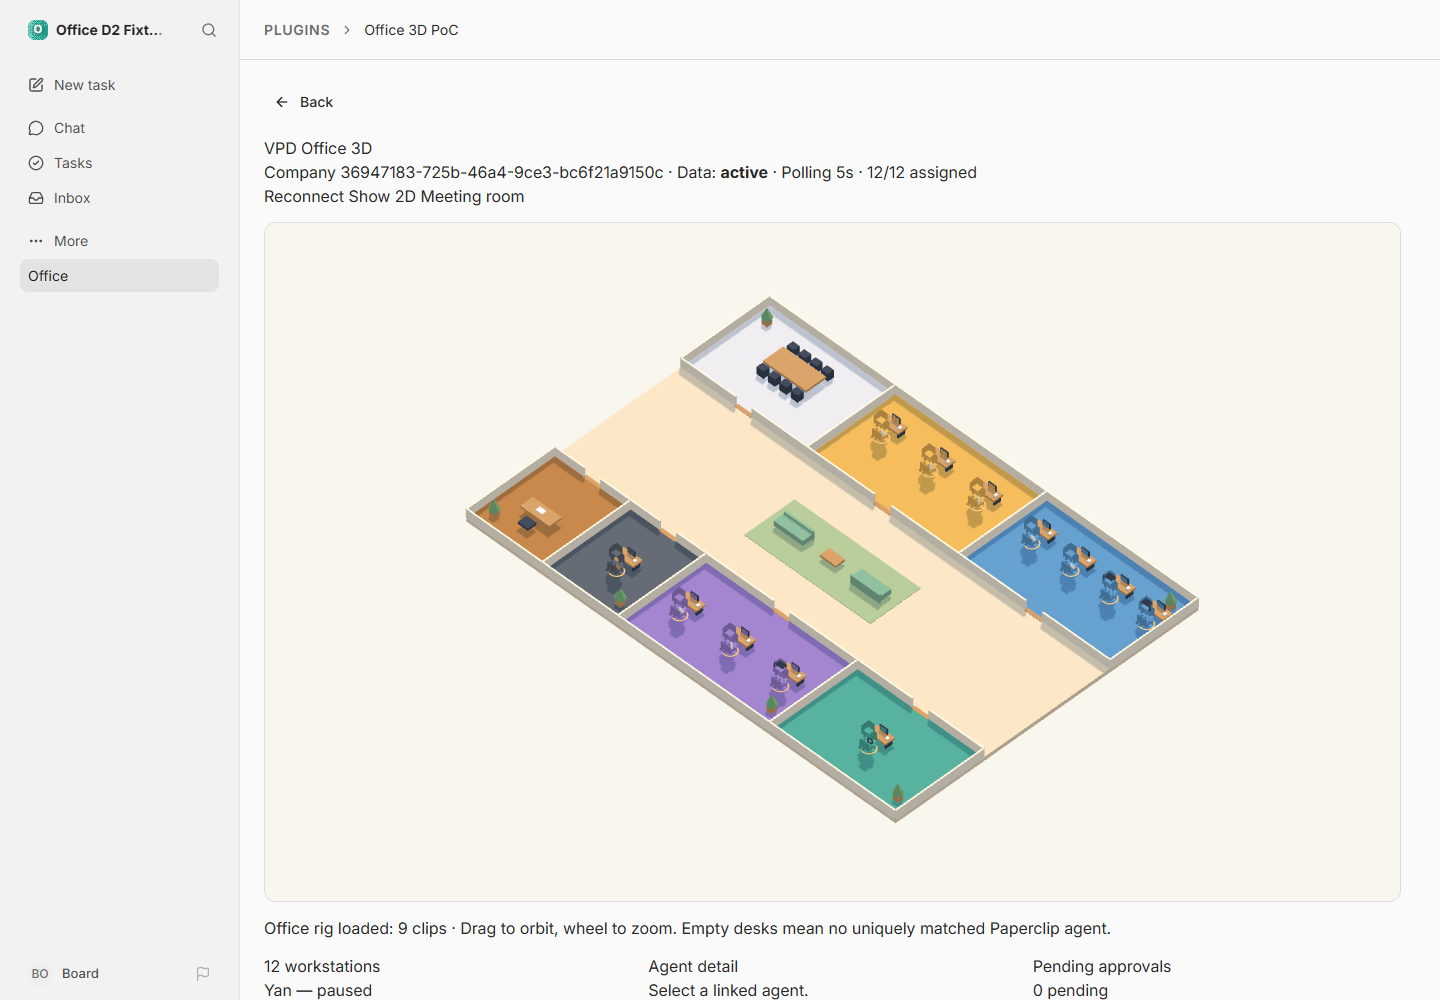 O Office D2 Fixt...
New task
Chat
Tasks
Inbox
More
Office
BO Board
PLUGINS > Office 3D PoC
Back
VPD Office 3D
Company 36947183-725b-46a4-9ce3-bc6f21a9150c · Data: active · Polling 5s · 12/12 assigned
Reconnect Show 2D Meeting room
Office rig loaded: 9 clips · Drag to orbit, wheel to zoom. Empty desks mean no uniquely matched Paperclip agent.
12 workstations
Yan — paused
Agent detail
Select a linked agent.
Pending approvals
0 pending